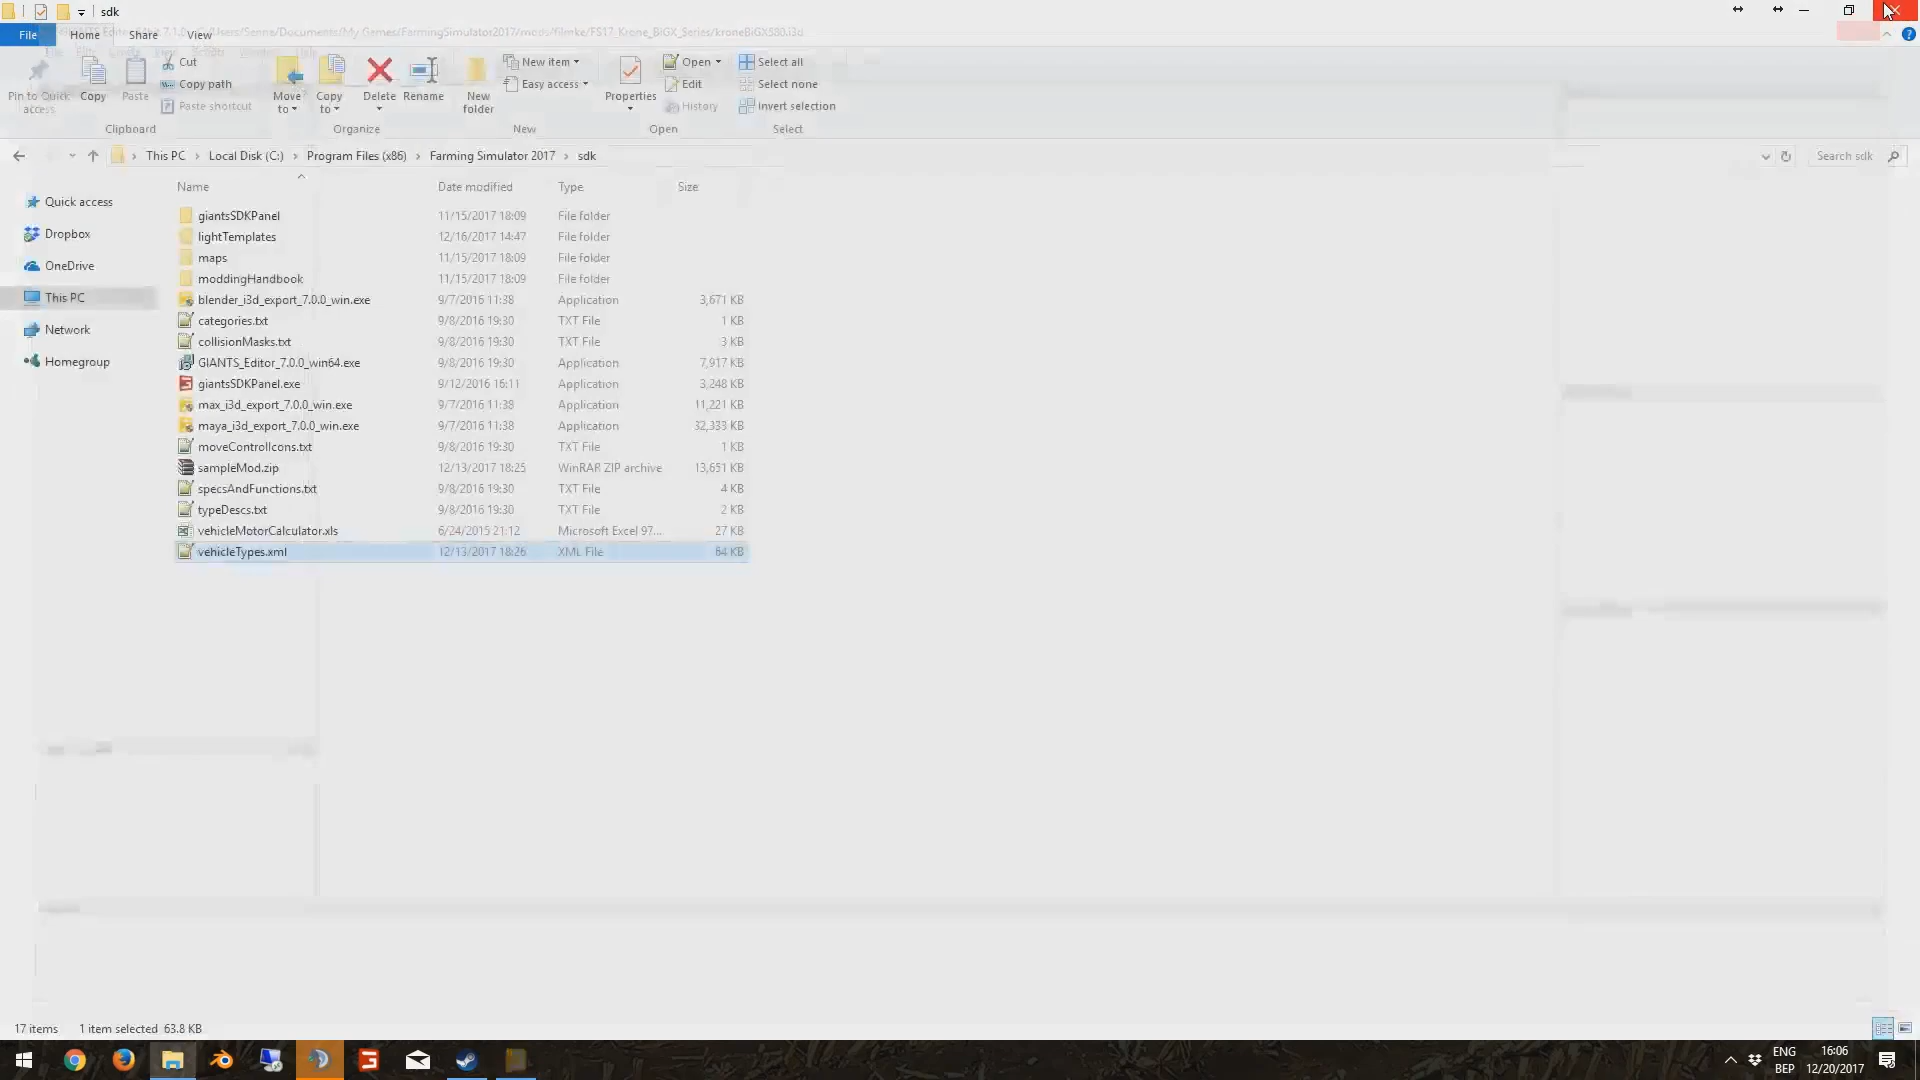 sdk
File Home Share View
Users/Senne/Documents/My Games/FarmingSimulator2017/mods/filmke/FS17_Krone_BiGX_Series/kroneBiGX580.i3d
Pin to Quick access
Copy
Paste
Cut
Copy path
Paste shortcut
Move to
Copy to
Delete
Rename
New folder
New item
Easy access
Properties
Open
Edit
History
Select all
Select none
Invert selection
Clipboard Organize New Open Select
This PC Local Disk (C:) Program Files (x86) Farming Simulator 2017 sdk
Search sdk
Quick access
Dropbox
OneDrive
This PC
Network
Homegroup
Name Date modified Type Size
giantsSDKPanel 11/15/2017 18:09 File folder
lightTemplates 12/16/2017 14:47 File folder
maps 11/15/2017 18:09 File folder
moddingHandbook 11/15/2017 18:09 File folder
blender_i3d_export_7.0.0_win.exe 9/7/2016 11:38 Application 3,671 KB
categories.txt 9/8/2016 19:30 TXT File 1 KB
collisionMasks.txt 9/8/2016 19:30 TXT File 3 KB
GIANTS_Editor_7.0.0_win64.exe 9/8/2016 19:30 Application 7,917 KB
giantsSDKPanel.exe 9/12/2016 16:11 Application 3,248 KB
max_i3d_export_7.0.0_win.exe 9/7/2016 11:38 Application 11,221 KB
maya_i3d_export_7.0.0_win.exe 9/7/2016 11:38 Application 32,333 KB
moveControlIcons.txt 9/8/2016 19:30 TXT File 1 KB
sampleMod.zip 12/13/2017 18:25 WinRAR ZIP archive 13,651 KB
specsAndFunctions.txt 9/8/2016 19:30 TXT File 4 KB
typeDescs.txt 9/8/2016 19:30 TXT File 2 KB
vehicleMotorCalculator.xls 6/24/2015 21:12 Microsoft Excel 97... 27 KB
vehicleTypes.xml 12/13/2017 18:26 XML File 64 KB
17 items 1 item selected 63.8 KB
ENG
BEP
16:06
12/20/2017